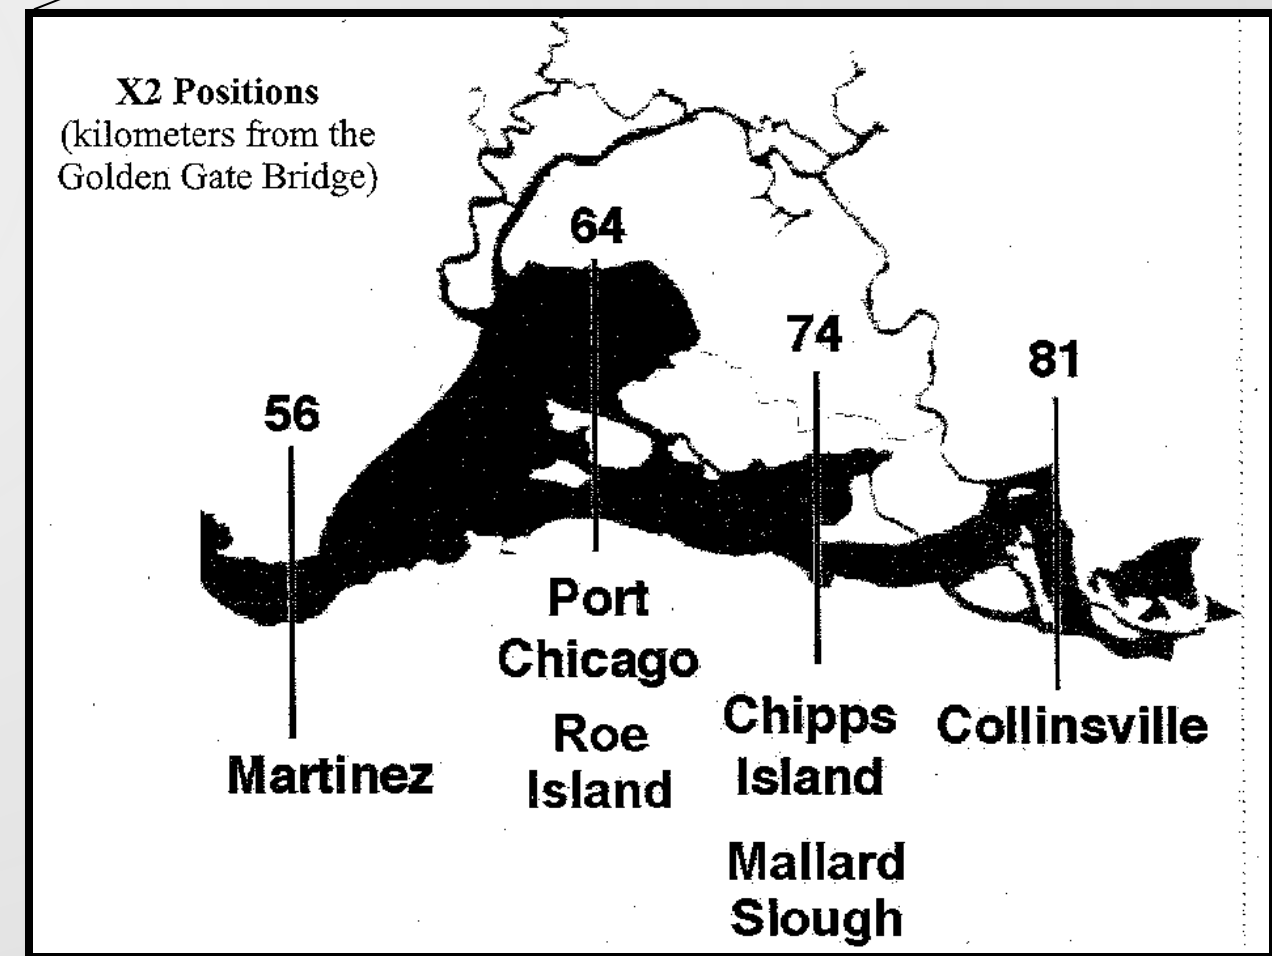 X2 Positions
(kilometers from the
Golden Gate Bridge)
64
74
81
56
Port
Chicago
Roe
Island
Chipps
Island
Mallard
Slough
Collinsville
Martinez